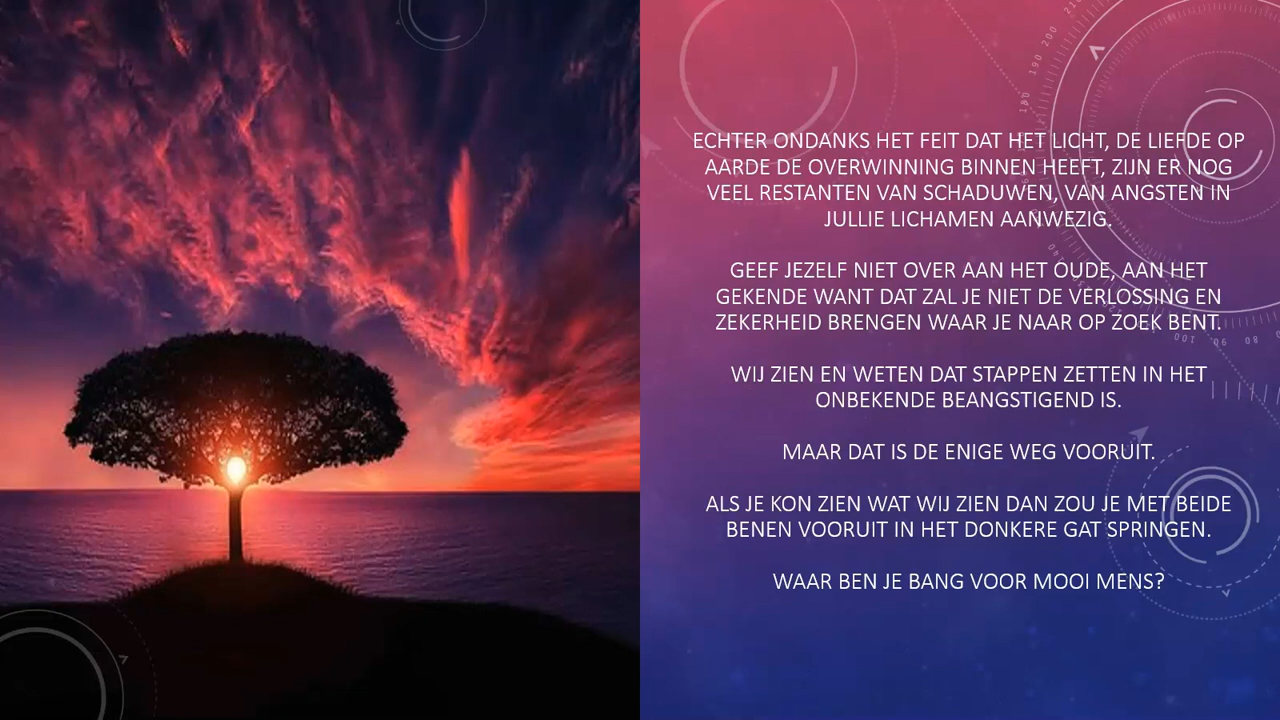 ECHTER ONDANKS HET FEIT DAT HET LICHT, DE LIEFDE OP
AARDE DE OVERWINNING BINNEN HEEFT, ZIJN ER NOG
VEEL RESTANTEN VAN SCHADUWEN, VAN ANGSTEN IN
JULLIE LICHAMEN AANWEZIG.
GEEF JEZELF NIET OVER AAN HET OUDE, AAN HET
GEKENDE WANT DAT ZAL JE NIET DE VERLOSSING EN
ZEKERHEID BRENGEN WAAR JE NAAR OP ZOEK BENT.
WIJ ZIEN EN WETEN DAT STAPPEN ZETTEN IN HET
ONBEKENDE BEANGSTIGEND IS.
MAAR DAT IS DE ENIGE WEG VOORUIT.
ALS JE KON ZIEN WAT WIJ ZIEN DAN ZOU JE MET BEIDE
BENEN VOORUIT IN HET DONKERE GAT SPRINGEN.
WAAR BEN JE BANG VOOR MOOI MENS?